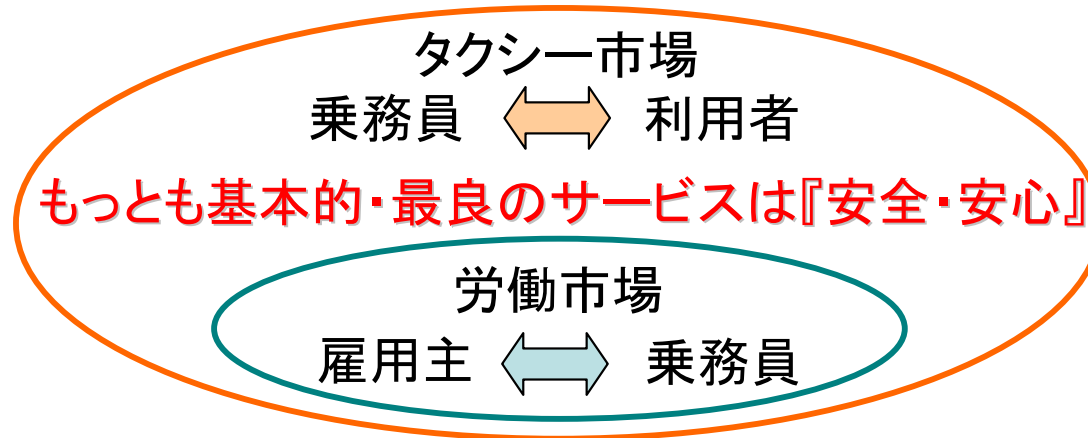 タクシー市場
乗務員 利用者
もっとも基本的・最良のサービスは『安全・安心』
労働市場
雇用主 乗務員